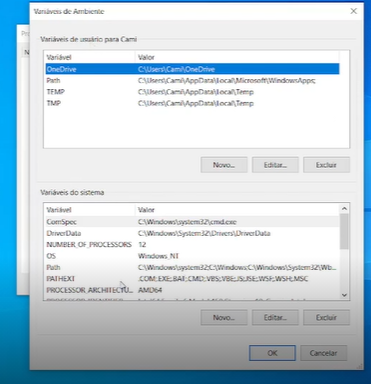 Variáveis de Ambiente
Variáveis de usuário para Cami
Variável Valor
OneDrive C:\Users\Cami\OneDrive
Path C:\Users\Cami\AppData\Local\Microsoft\WindowsApps;
TEMP C:\Users\Cami\AppData\Local\Temp
TMP C:\Users\Cami\AppData\Local\Temp
Novo... Editar... Excluir
Variáveis do sistema
Variável Valor
ComSpec C:\Windows\system32\cmd.exe
DriverData C:\Windows\System32\Drivers\DriverData
NUMBER_OF_PROCESSORS 12
OS Windows_NT
Path C:\Windows\system32;C:\Windows;C:\Windows\System32\Wb...
PATHEXT .COM;.EXE;.BAT;.CMD;.VBS;.VBE;.JS;.JSE;.WSF;.WSH;.MSC
PROCESSOR_ARCHITECTU... AMD64
Novo... Editar... Excluir
OK Cancelar